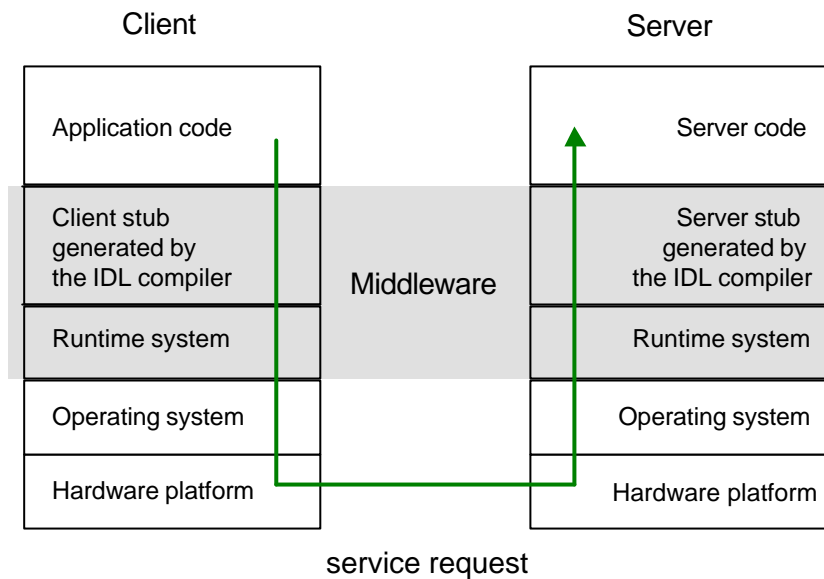 Client
Server
Application code
Server code
Client stub
generated by
the IDL compiler
Middleware
Server stub
generated by
the IDL compiler
Runtime system
Runtime system
Operating system
Operating system
Hardware platform
Hardware platform
service request